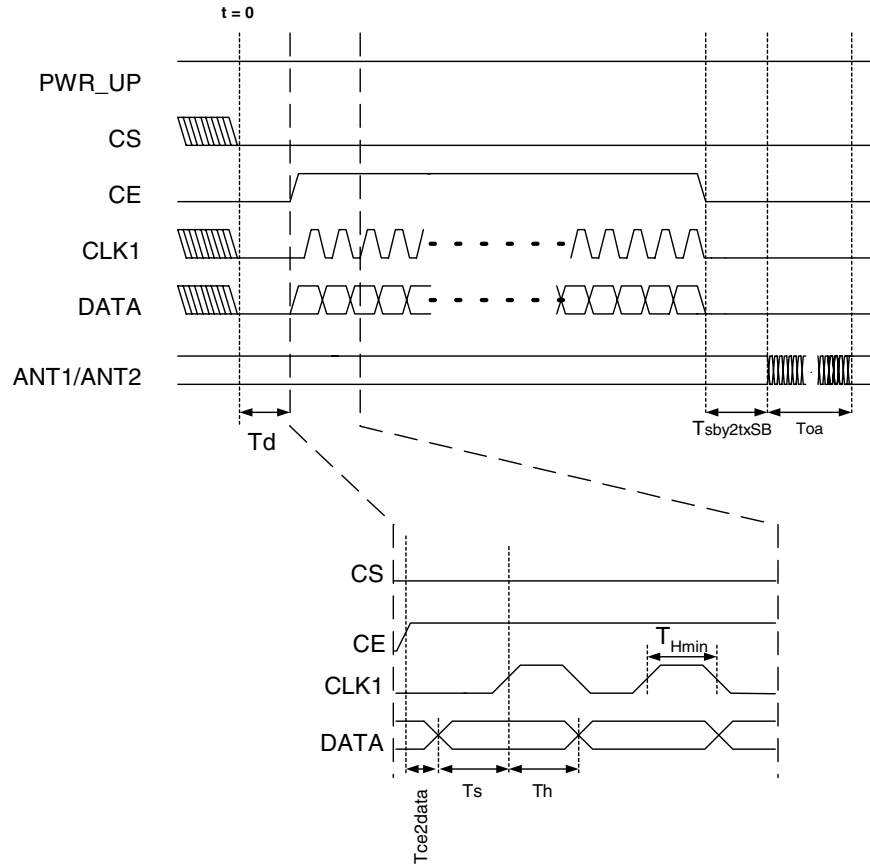 t = 0
PWR_UP
CS
CE
CLK1
DATA
ANT1/ANT2
Td
Tsby2txSB
Toa
CS
CE
THmin
CLK1
DATA
Tce2data
Ts
Th